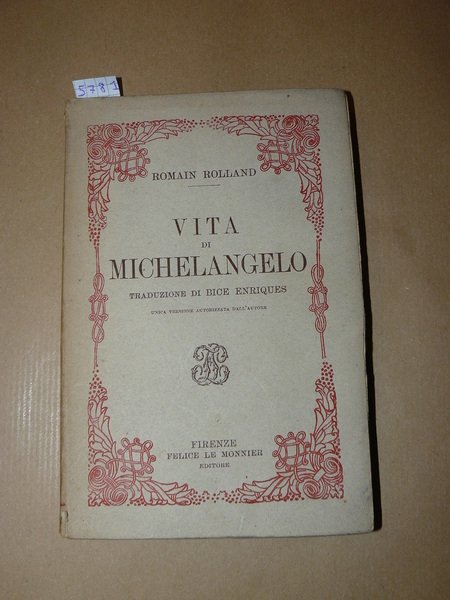 5781
ROMAIN ROLLAND
VITA
DI
MICHELANGELO
TRADUZIONE DI BICE ENRIQUES
UNICA VERSIONE AUTORIZZATA DALL'AUTORE
FIRENZE
FELICE LE MONNIER
EDITORE